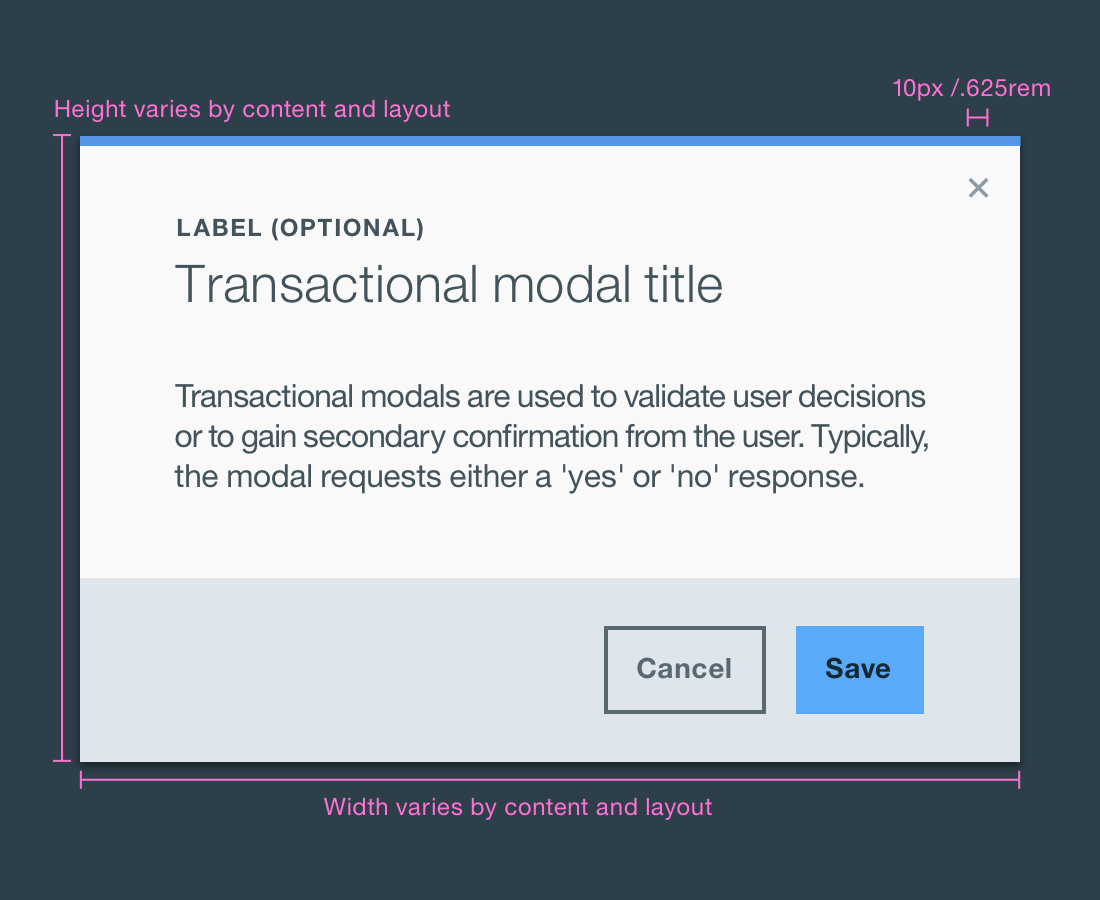 10px /.625rem
Height varies by content and layout
LABEL (OPTIONAL)
Transactional modal title
Transactional modals are used to validate user decisions
or to gain secondary confirmation from the user. Typically,
the modal requests either a 'yes' or 'no' response.
Cancel
Save
Width varies by content and layout